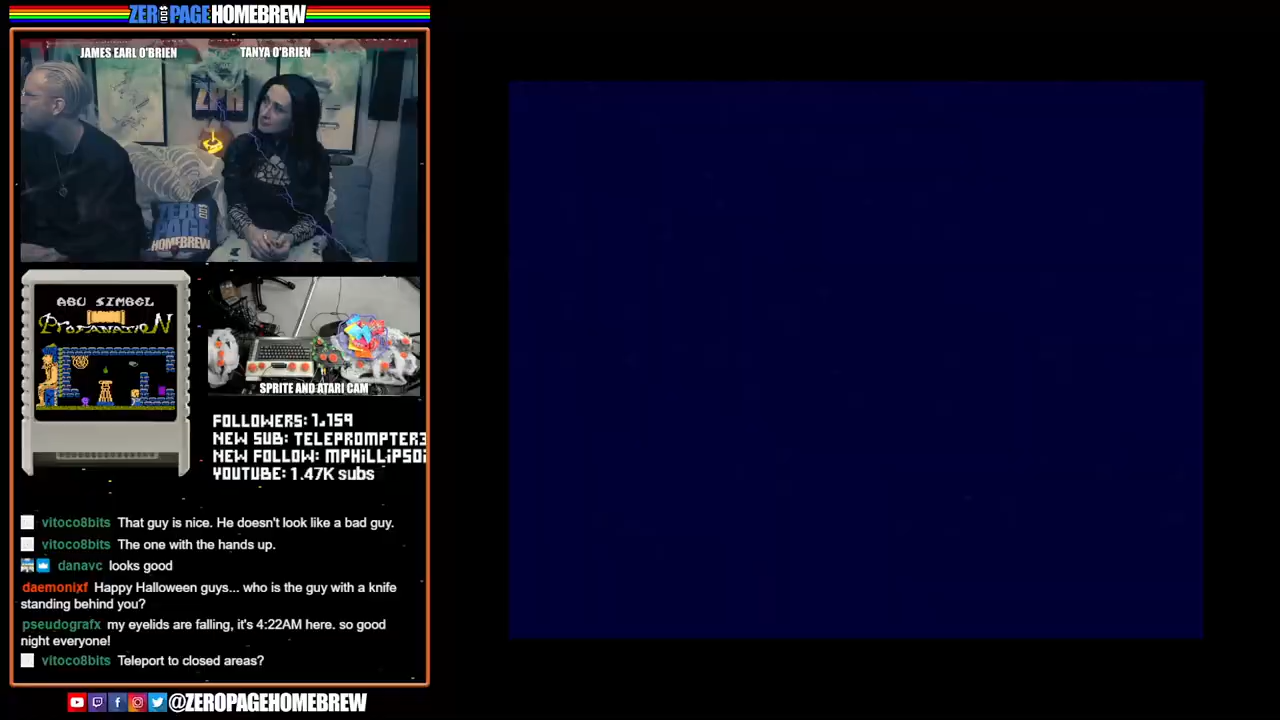 ZEROPAGEHOMEBREW
JAMES EARL O'BRIEN
TANYA O'BRIEN
ZPH
ZERO
PAGE
HOMEBREW
ABU SIMBEL
PROFANATION
SPRITE AND ATARI CAM
FOLLOWERS: 1,159
NEW SUB: TELEPROMPTER3
NEW FOLLOW: MPHILLIPSO
YOUTUBE: 1.47K subs
vitoco8bits That guy is nice. He doesn't look like a bad guy.
vitoco8bits The one with the hands up.
danavc looks good
daemonixf Happy Halloween guys... who is the guy with a knife
standing behind you?
pseudografx my eyelids are falling, it's 4:22AM here. so good
night everyone!
vitoco8bits Teleport to closed areas?
@ZEROPAGEHOMEBREW